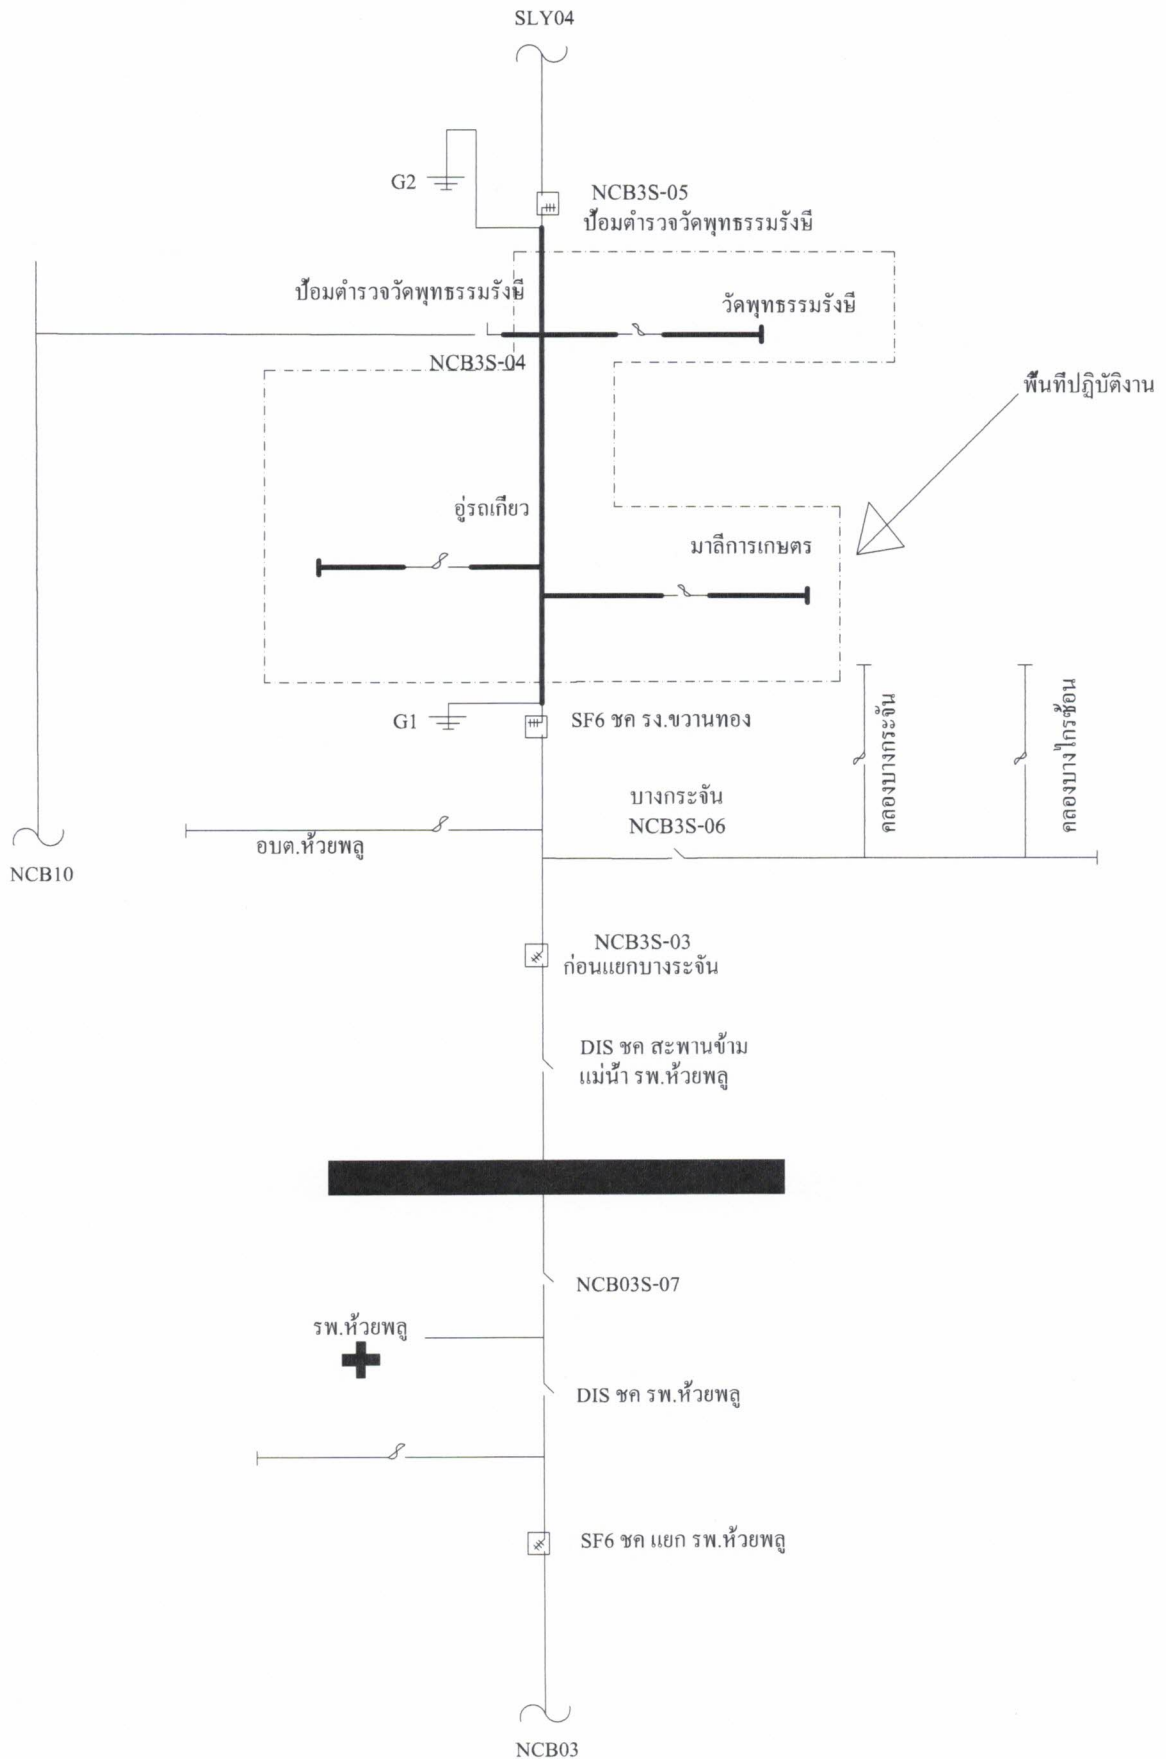 SLY04
G2
NCB3S-05
ป้อมตำรวจวัดพุทธรรมรังษี
ป้อมตำรวจวัดพุทธรรมรังษี
วัดพุทธรรมรังษี
NCB3S-04
พื้นที่ปฏิบัติงาน
อู่รถเกียว
มาลีการเกษตร
G1
SF6 ชค รง.ขวานทอง
คลองบางกระจัน
คลองบางไกรซ้อน
บางกระจัน
NCB3S-06
อบต.ห้วยพลู
NCB10
NCB3S-03
ก่อนแยกบางระจัน
DIS ชค สะพานข้าม
แม่น้ำ รพ.ห้วยพลู
NCB03S-07
รพ.ห้วยพลู
DIS ชค รพ.ห้วยพลู
SF6 ชค แยก รพ.ห้วยพลู
NCB03